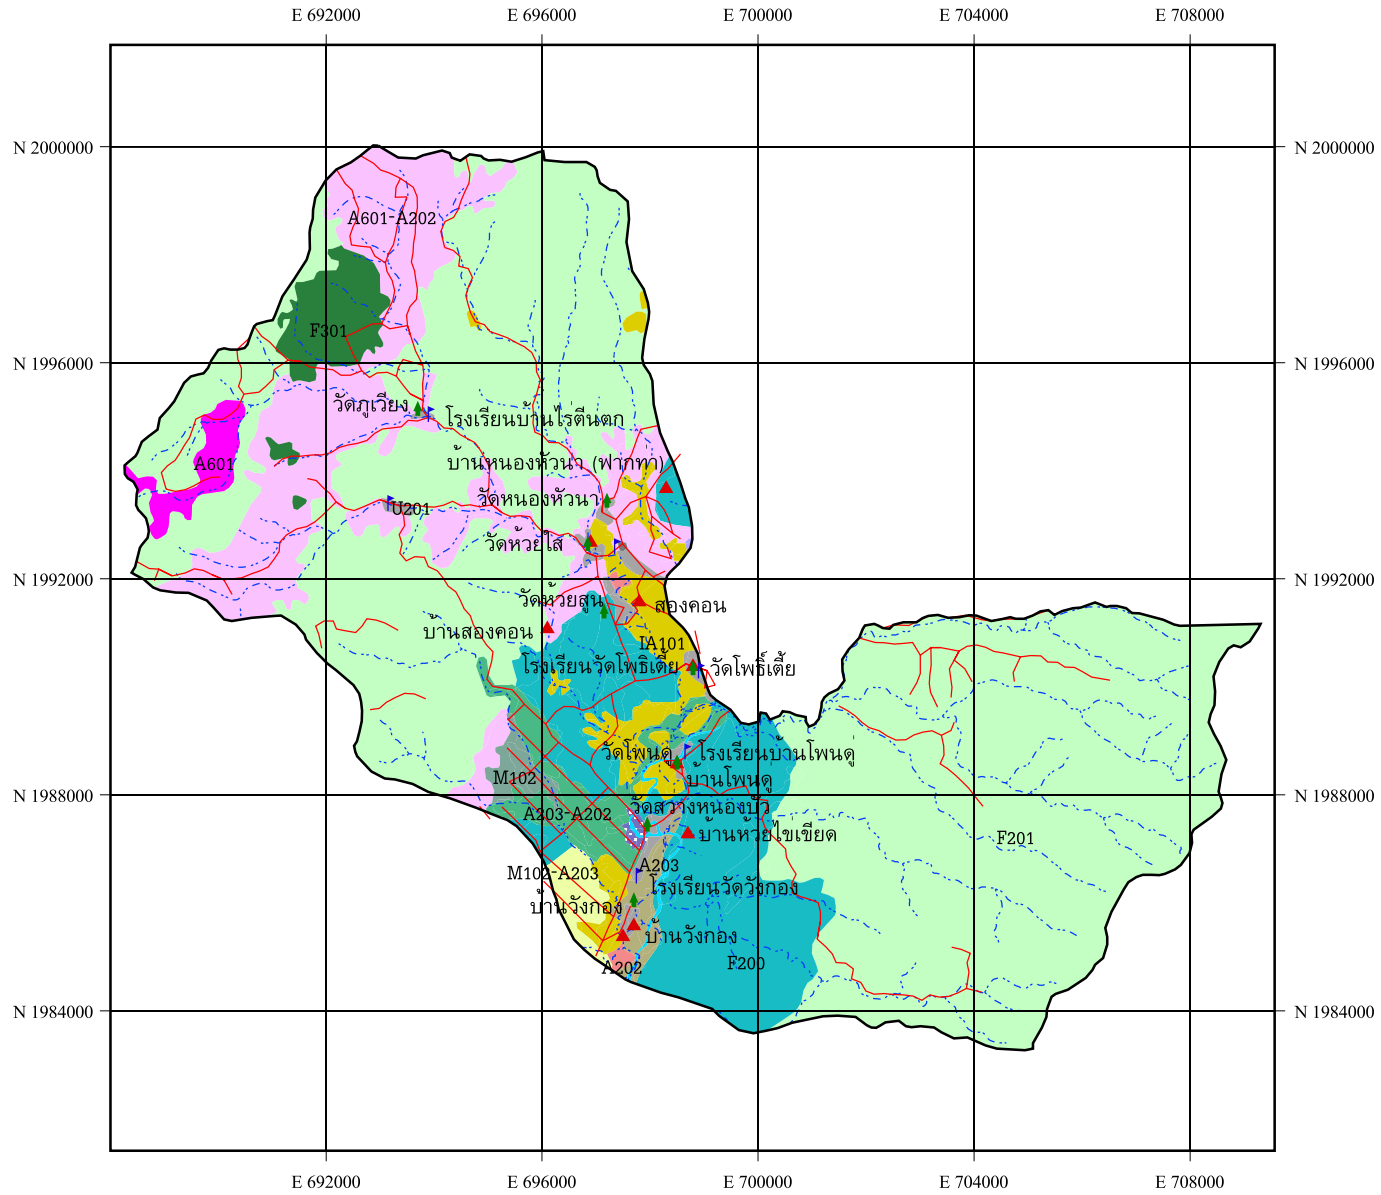 E 692000 E 696000 E 700000 E 704000 E 708000
N 2000000 N 2000000
A601-A202
F301
N 1996000 N 1996000
วัดภูเวียง
โรงเรียนบ้านไร่ตีนตก
บ้านหนองหัวนา (ฟากทา)
A601
วัดหนองหัวนา
U201
วัดห้วยใส้
N 1992000 N 1992000
วัดห้วยสูน
สองคอน
บ้านสองคอน
IA101
โรงเรียนวัดโพธิ์เตี้ย
วัดโพธิ์เตี้ย
วัดโพนดู่
โรงเรียนบ้านโพนดู่
M102
บ้านโพนดู่
N 1988000 N 1988000
วัดสว่างหนองบัว
A203-A202
บ้านห้วยไขเขียด
F201
A203
M102-A203
โรงเรียนวัดวังกอง
บ้านวังกอง
บ้านวังกอง
F200
A202
N 1984000 N 1984000
E 692000 E 696000 E 700000 E 704000 E 708000